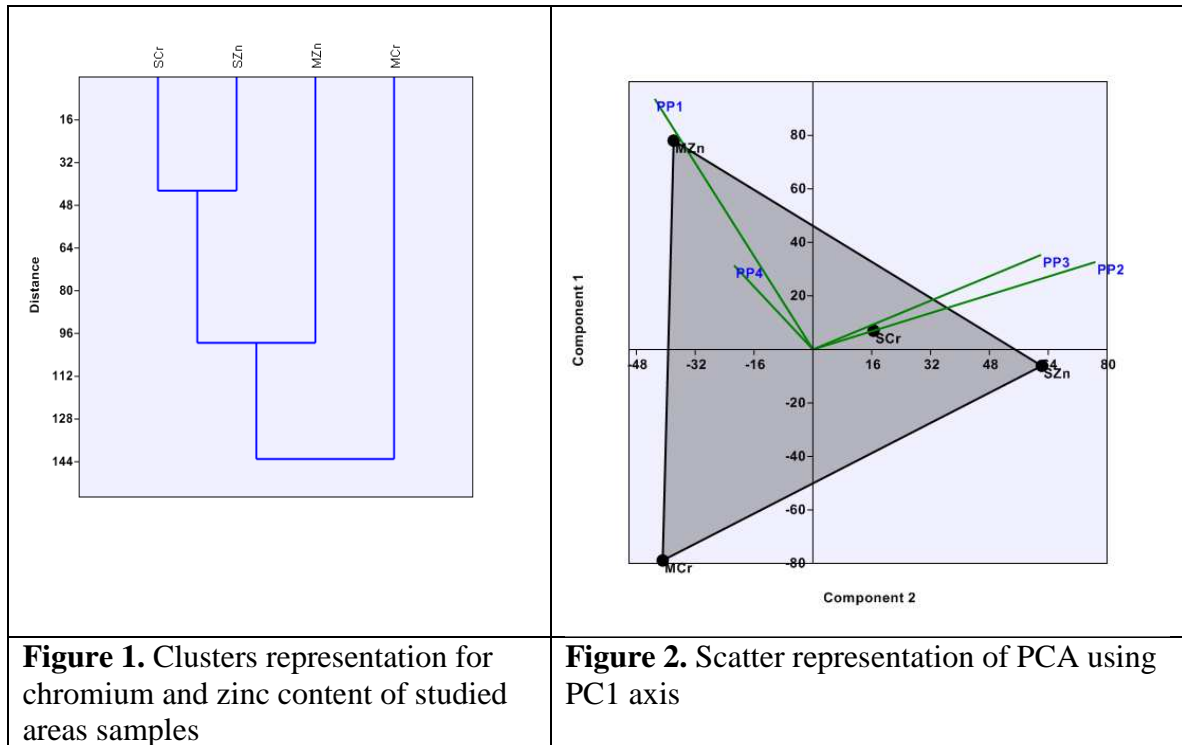 SCr
SZn
MZn
MCr
16
32
48
64
80
96
112
128
144
Distance
PP1
MZn
PP4
PP3
PP2
SCr
SZn
MCr
80
60
40
20
-20
-40
-60
-80
-48
-32
-16
16
32
48
64
80
Component 1
Component 2
Figure 1. Clusters representation for
chromium and zinc content of studied
areas samples
Figure 2. Scatter representation of PCA using
PC1 axis